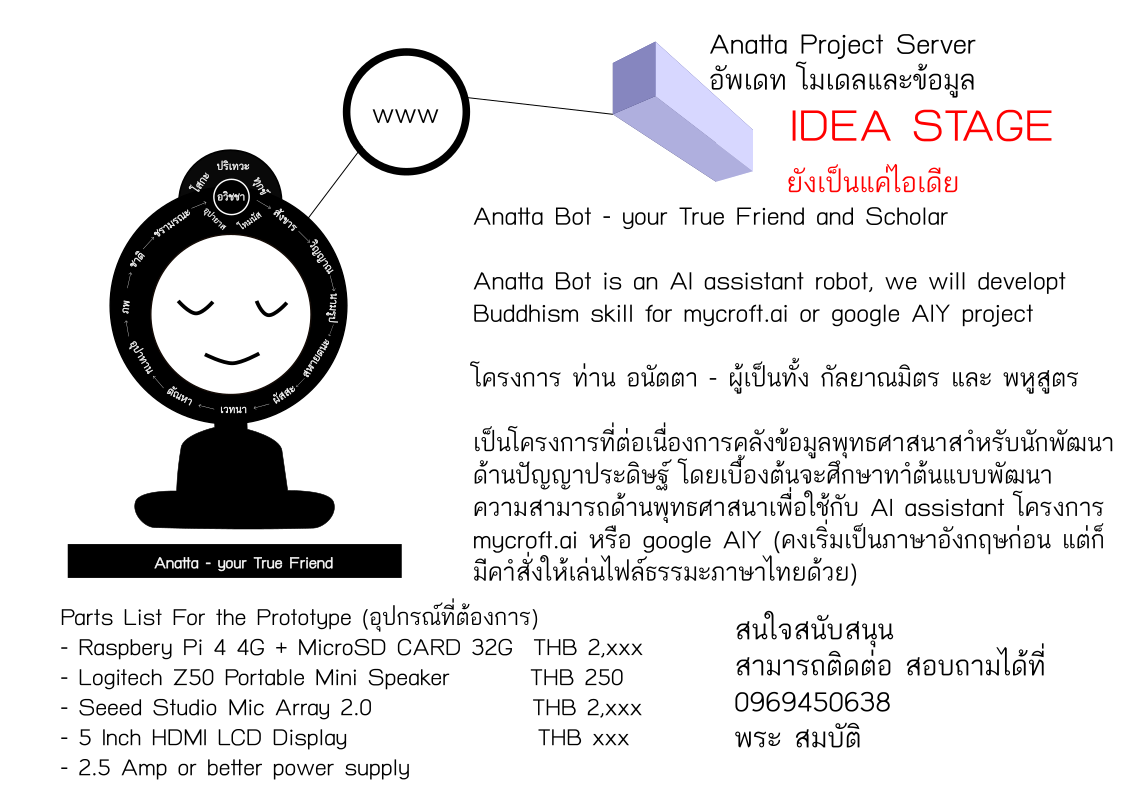 Anatta Project Server
อัพเดท โมเดลและข้อมูล
IDEA STAGE
ยังเป็นแค่ไอเดีย
www
ปริเทวะ
โสกะ
ทุกข์
อวิชชา
อุปายาส
โทมนัส
สังขาร
วิญญาณ
นามรูป
สฬายตนะ
ผัสสะ
เวทนา
ตัณหา
อุปาทาน
ภพ
ชาติ
ชรามรณะ
Anatta - your True Friend
Anatta Bot - your True Friend and Scholar
Anatta Bot is an AI assistant robot, we will developt
Buddhism skill for mycroft.ai or google AIY project
โครงการ ท่าน อนัตตา - ผู้เป็นทั้ง กัลยาณมิตร และ พหูสูตร
เป็นโครงการที่ต่อเนื่องการคลังข้อมูลพุทธศาสนาสำหรับนักพัฒนา
ด้านปัญญาประดิษฐ์ โดยเบื้องต้นจะศึกษาทำต้นแบบพัฒนา
ความสามารถด้านพุทธศาสนาเพื่อใช้กับ AI assistant โครงการ
mycroft.ai หรือ google AIY (คงเริ่มเป็นภาษาอังกฤษก่อน แต่ก็
มีคำสั่งให้เล่นไฟล์ธรรมะภาษาไทยด้วย)
Parts List For the Prototype (อุปกรณ์ที่ต้องการ)
- Raspbery Pi 4 4G + MicroSD CARD 32G THB 2,xxx
- Logitech Z50 Portable Mini Speaker THB 250
- Seeed Studio Mic Array 2.0 THB 2,xxx
- 5 Inch HDMI LCD Display THB xxx
- 2.5 Amp or better power supply
สนใจสนับสนุน
สามารถติดต่อ สอบถามได้ที่
0969450638
พระ สมบัติ